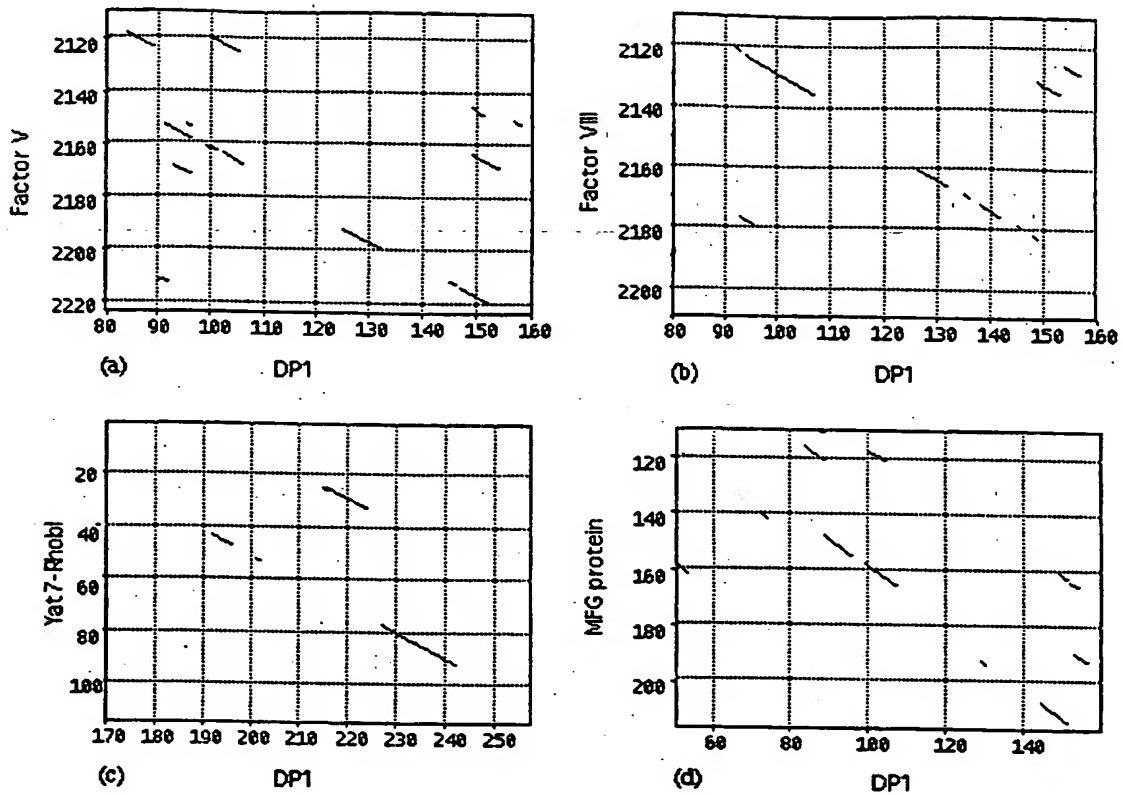 2120
2140
2160
2180
2200
2220
Factor V
80 90 100 110 120 130 140 150 160
(a) DP1
2120
2140
2160
2180
2200
Factor VIII
80 90 100 110 120 130 140 150 160
(b) DP1
20
40
60
80
100
Yat7-Rhobl
170 180 190 200 210 220 230 240 250
(c) DP1
120
140
160
180
200
MFG protein
60 80 100 120 140
(d) DP1